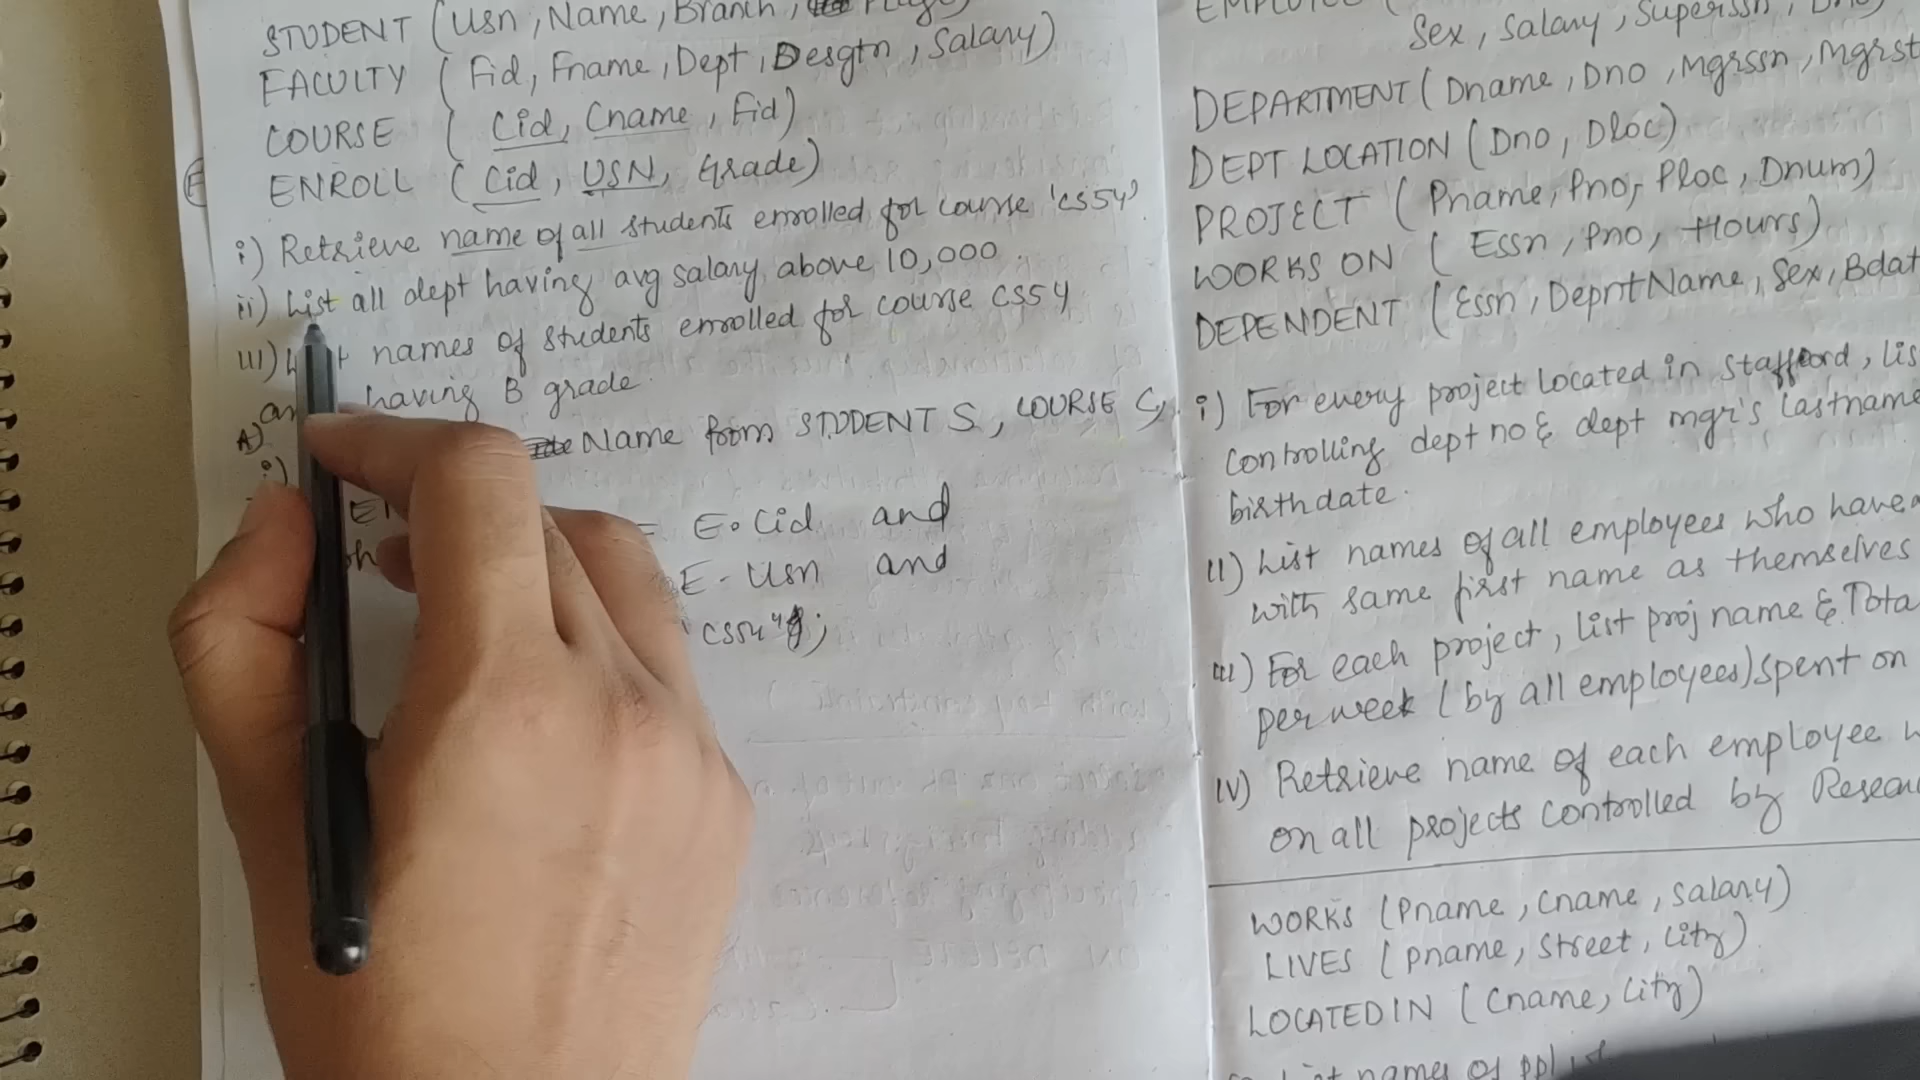 STUDENT (Usn, Name, Branch,
FACULTY ( Fid, Fname, Dept, Desgtn, Salary)
COURSE ( Cid, Cname, Fid)
ENROLL ( Cid, USN, Grade)
i) Retrieve name of all students enrolled for course 'CS54'.
ii) List all dept having avg salary above 10,000.
iii) names of students enrolled for course CS54
having B grade.
A)
i) Name from STUDENT S, COURSE C,
= E.Cid and
E.Usn and
CS54
Sex, Salary, Superssn,
DEPARTMENT ( Dname, Dno, Mgrssn,
DEPT LOCATION ( Dno, Dloc)
PROJECT ( Pname, Pno, Ploc, Dnum)
WORKS ON ( Essn, Pno, Hours)
DEPENDENT ( Essn, DepntName, Sex,
i) For every project located in Stafford,
controlling dept no & dept mgr's lastname
birthdate.
ii) List names of all employees who have
with same first name as themselves
iii) For each project, list proj name &
per week (by all employees) spent on
iv) Retrieve name of each employee
on all projects controlled by
WORKS (Pname, Cname, Salary)
LIVES (Pname, Street, City)
LOCATEDIN ( Cname, City)
names of